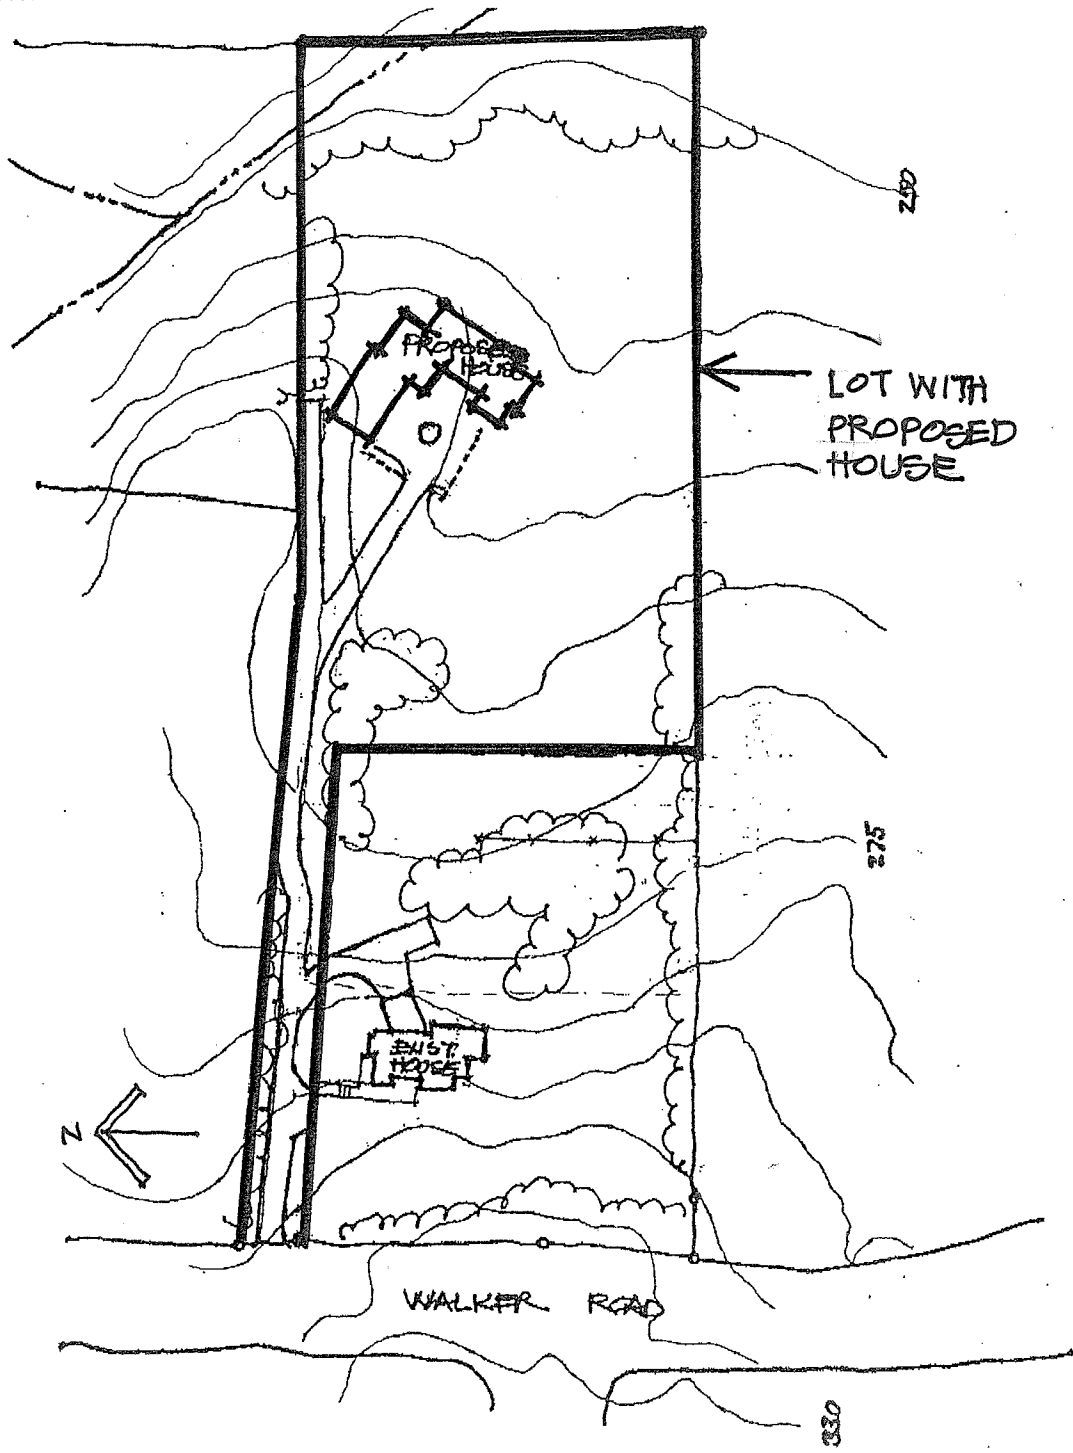 250
PROPOSED
HOUSE
LOT WITH
PROPOSED
HOUSE
275
EXIST.
HOUSE
N
WALKER ROAD
330